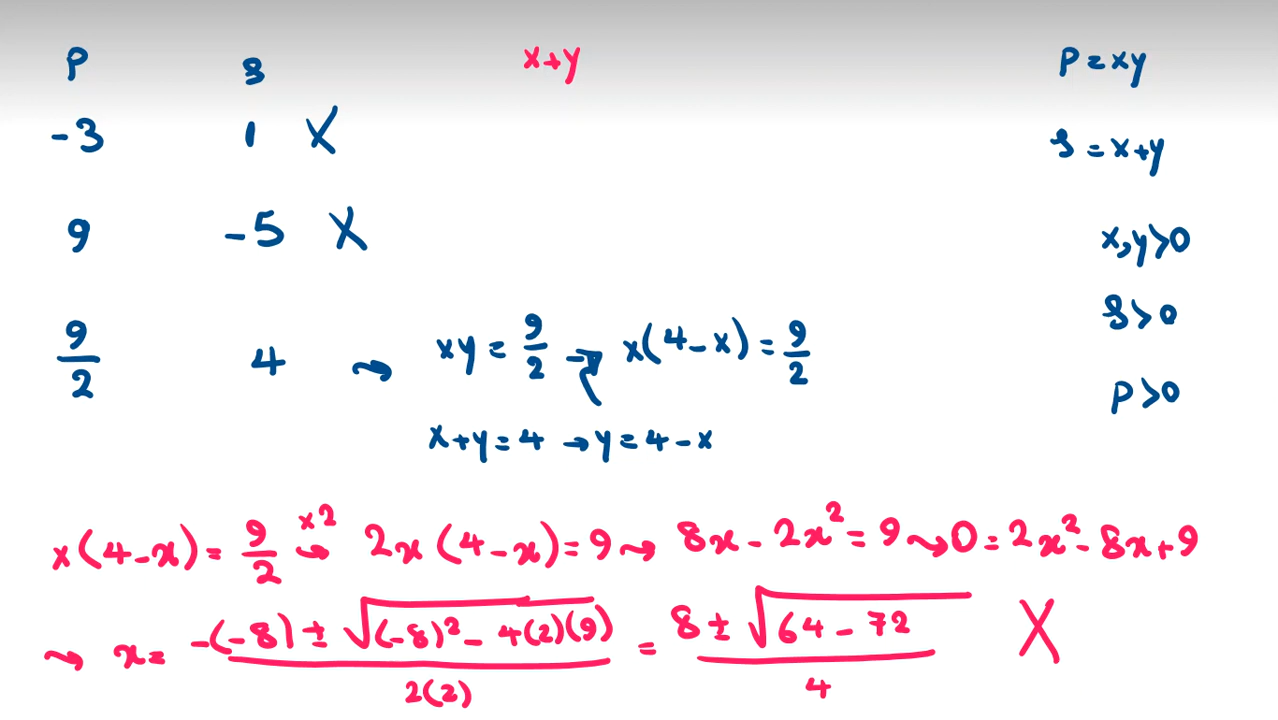 P s x+y P = xy
-3 1 X s = x+y
9 -5 X x,y>0
s>0
9/2 4 ⇝ xy = 9/2 → x(4-x) = 9/2
P>0
x+y=4 → y=4-x
x(4-x) = 9/2 ⇝ ×2 2x(4-x)=9 ⇝ 8x-2x²=9 ⇝ 0=2x²-8x+9
⇝ x= (-(-8) ± √((-8)²-4(2)(9)))/(2(2)) = (8 ± √(64-72))/4 X